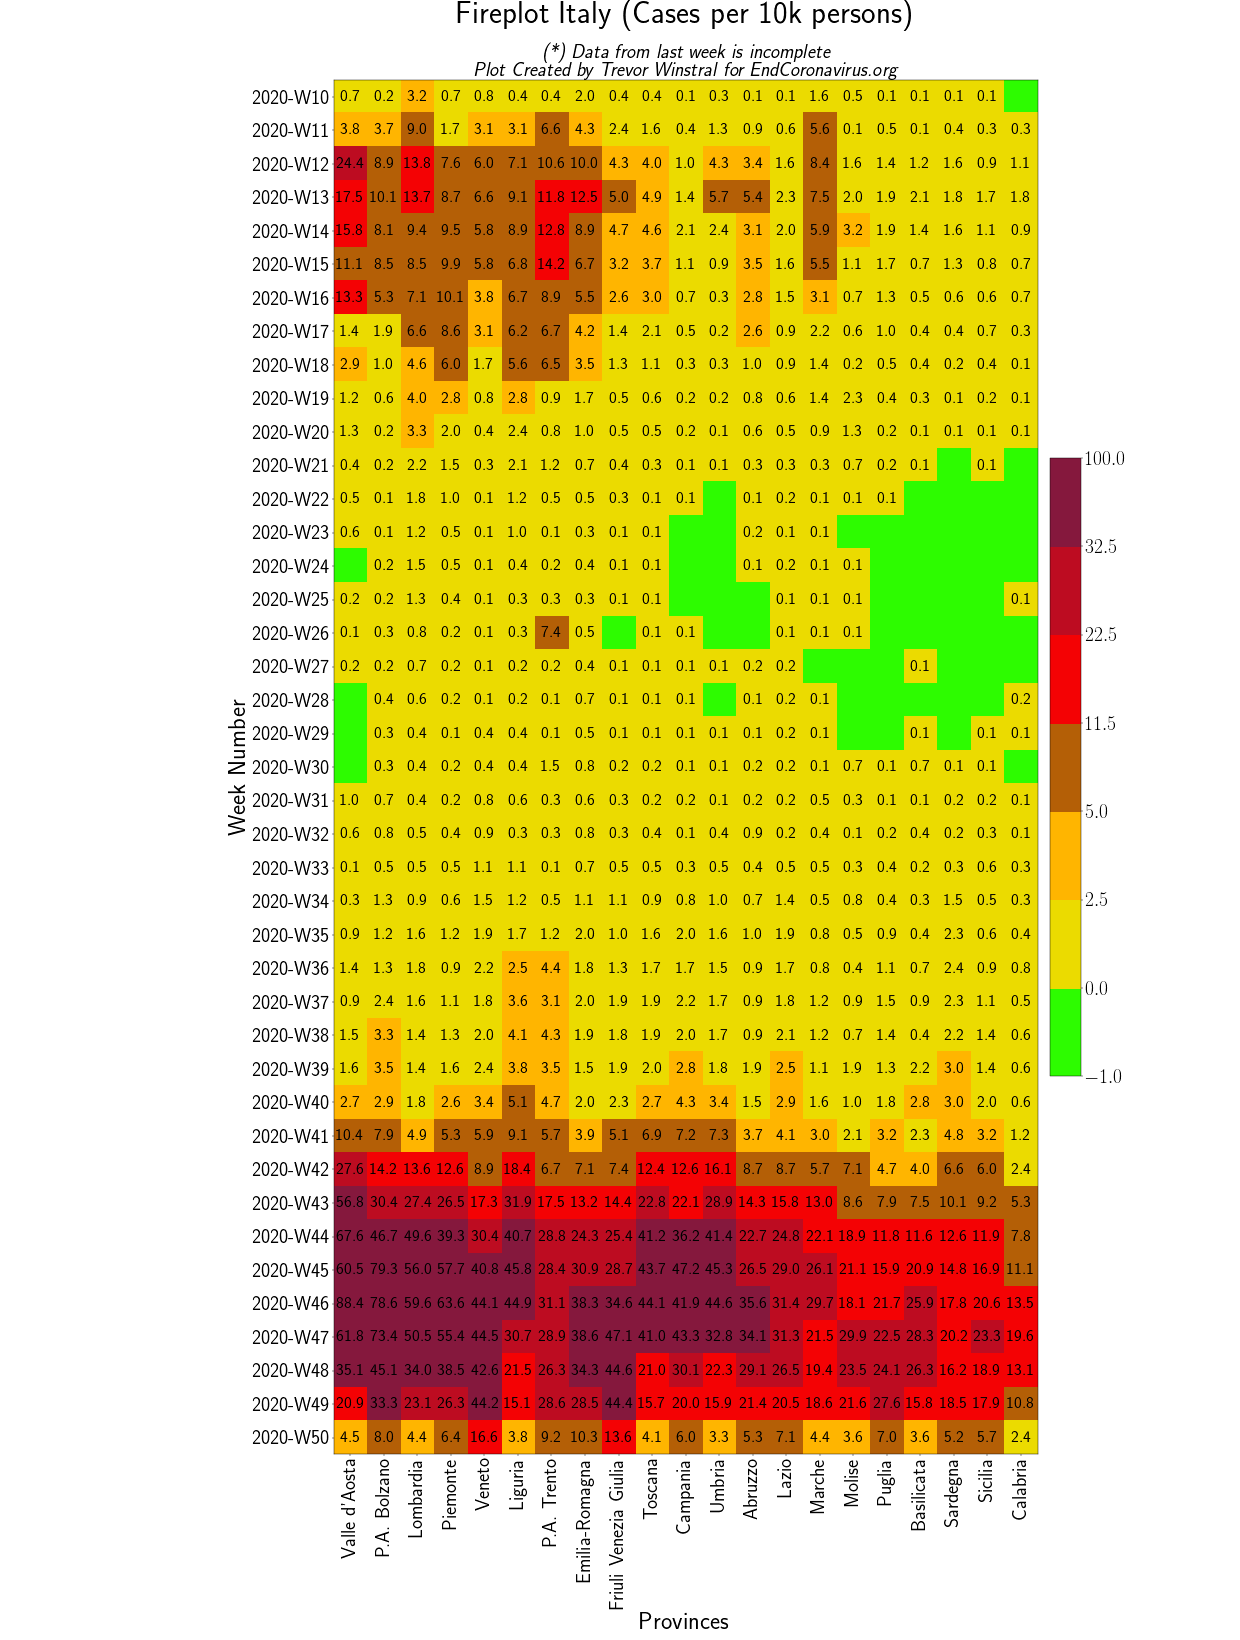 Fireplot Italy (Cases per 10k persons)
(*) Data from last week is incomplete
Plot Created by Trevor Winstral for EndCoronavirus.org
2020-W10 0.7 0.2 3.2 0.7 0.8 0.4 0.4 2.0 0.4 0.4 0.1 0.3 0.1 0.1 1.6 0.5 0.1 0.1 0.1 0.1
2020-W11 3.8 3.7 9.0 1.7 3.1 3.1 6.6 4.3 2.4 1.6 0.4 1.3 0.9 0.6 5.6 0.1 0.5 0.1 0.4 0.3 0.3
2020-W12 24.4 8.9 13.8 7.6 6.0 7.1 10.6 10.0 4.3 4.0 1.0 4.3 3.4 1.6 8.4 1.6 1.4 1.2 1.6 0.9 1.1
2020-W13 17.5 10.1 13.7 8.7 6.6 9.1 11.8 12.5 5.0 4.9 1.4 5.7 5.4 2.3 7.5 2.0 1.9 2.1 1.8 1.7 1.8
2020-W14 15.8 8.1 9.4 9.5 5.8 8.9 12.8 8.9 4.7 4.6 2.1 2.4 3.1 2.0 5.9 3.2 1.9 1.4 1.6 1.1 0.9
2020-W15 11.1 8.5 8.5 9.9 5.8 6.8 14.2 6.7 3.2 3.7 1.1 0.9 3.5 1.6 5.5 1.1 1.7 0.7 1.3 0.8 0.7
2020-W16 13.3 5.3 7.1 10.1 3.8 6.7 8.9 5.5 2.6 3.0 0.7 0.3 2.8 1.5 3.1 0.7 1.3 0.5 0.6 0.6 0.7
2020-W17 1.4 1.9 6.6 8.6 3.1 6.2 6.7 4.2 1.4 2.1 0.5 0.2 2.6 0.9 2.2 0.6 1.0 0.4 0.4 0.7 0.3
2020-W18 2.9 1.0 4.6 6.0 1.7 5.6 6.5 3.5 1.3 1.1 0.3 0.3 1.0 0.9 1.4 0.2 0.5 0.4 0.2 0.4 0.1
2020-W19 1.2 0.6 4.0 2.8 0.8 2.8 0.9 1.7 0.5 0.6 0.2 0.2 0.8 0.6 1.4 2.3 0.4 0.3 0.1 0.2 0.1
2020-W20 1.3 0.2 3.3 2.0 0.4 2.4 0.8 1.0 0.5 0.5 0.2 0.1 0.6 0.5 0.9 1.3 0.2 0.1 0.1 0.1 0.1
2020-W21 0.4 0.2 2.2 1.5 0.3 2.1 1.2 0.7 0.4 0.3 0.1 0.1 0.3 0.3 0.3 0.7 0.2 0.1 0.1
2020-W22 0.5 0.1 1.8 1.0 0.1 1.2 0.5 0.5 0.3 0.1 0.1 0.1 0.2 0.1 0.1 0.1
2020-W23 0.6 0.1 1.2 0.5 0.1 1.0 0.1 0.3 0.1 0.1 0.2 0.1 0.1
2020-W24 0.2 1.5 0.5 0.1 0.4 0.2 0.4 0.1 0.1 0.1 0.2 0.1 0.1
2020-W25 0.2 0.2 1.3 0.4 0.1 0.3 0.3 0.3 0.1 0.1 0.1 0.1 0.1 0.1
2020-W26 0.1 0.3 0.8 0.2 0.1 0.3 7.4 0.5 0.1 0.1 0.1 0.1 0.1
2020-W27 0.2 0.2 0.7 0.2 0.1 0.2 0.2 0.4 0.1 0.1 0.1 0.1 0.2 0.2 0.1
2020-W28 0.4 0.6 0.2 0.1 0.2 0.1 0.7 0.1 0.1 0.1 0.1 0.2 0.1 0.2
2020-W29 0.3 0.4 0.1 0.4 0.4 0.1 0.5 0.1 0.1 0.1 0.1 0.1 0.2 0.1 0.1 0.1 0.1
2020-W30 0.3 0.4 0.2 0.4 0.4 1.5 0.8 0.2 0.2 0.1 0.1 0.2 0.2 0.1 0.7 0.1 0.7 0.1 0.1
2020-W31 1.0 0.7 0.4 0.2 0.8 0.6 0.3 0.6 0.3 0.2 0.2 0.1 0.2 0.2 0.5 0.3 0.1 0.1 0.2 0.2 0.1
2020-W32 0.6 0.8 0.5 0.4 0.9 0.3 0.3 0.8 0.3 0.4 0.1 0.4 0.9 0.2 0.4 0.1 0.2 0.4 0.2 0.3 0.1
2020-W33 0.1 0.5 0.5 0.5 1.1 1.1 0.1 0.7 0.5 0.5 0.3 0.5 0.4 0.5 0.5 0.3 0.4 0.2 0.3 0.6 0.3
2020-W34 0.3 1.3 0.9 0.6 1.5 1.2 0.5 1.1 1.1 0.9 0.8 1.0 0.7 1.4 0.5 0.8 0.4 0.3 1.5 0.5 0.3
2020-W35 0.9 1.2 1.6 1.2 1.9 1.7 1.2 2.0 1.0 1.6 2.0 1.6 1.0 1.9 0.8 0.5 0.9 0.4 2.3 0.6 0.4
2020-W36 1.4 1.3 1.8 0.9 2.2 2.5 4.4 1.8 1.3 1.7 1.7 1.5 0.9 1.7 0.8 0.4 1.1 0.7 2.4 0.9 0.8
2020-W37 0.9 2.4 1.6 1.1 1.8 3.6 3.1 2.0 1.9 1.9 2.2 1.7 0.9 1.8 1.2 0.9 1.5 0.9 2.3 1.1 0.5
2020-W38 1.5 3.3 1.4 1.3 2.0 4.1 4.3 1.9 1.8 1.9 2.0 1.7 0.9 2.1 1.2 0.7 1.4 0.4 2.2 1.4 0.6
2020-W39 1.6 3.5 1.4 1.6 2.4 3.8 3.5 1.5 1.9 2.0 2.8 1.8 1.9 2.5 1.1 1.9 1.3 2.2 3.0 1.4 0.6
2020-W40 2.7 2.9 1.8 2.6 3.4 5.1 4.7 2.0 2.3 2.7 4.3 3.4 1.5 2.9 1.6 1.0 1.8 2.8 3.0 2.0 0.6
2020-W41 10.4 7.9 4.9 5.3 5.9 9.1 5.7 3.9 5.1 6.9 7.2 7.3 3.7 4.1 3.0 2.1 3.2 2.3 4.8 3.2 1.2
2020-W42 27.6 14.2 13.6 12.6 8.9 18.4 6.7 7.1 7.4 12.4 12.6 16.1 8.7 8.7 5.7 7.1 4.7 4.0 6.6 6.0 2.4
2020-W43 56.8 30.4 27.4 26.5 17.3 31.9 17.5 13.2 14.4 22.8 22.1 28.9 14.3 15.8 13.0 8.6 7.9 7.5 10.1 9.2 5.3
2020-W44 67.6 46.7 49.6 39.3 30.4 40.7 28.8 24.3 25.4 41.2 36.2 41.4 22.7 24.8 22.1 18.9 11.8 11.6 12.6 11.9 7.8
2020-W45 60.5 79.3 56.0 57.7 40.8 45.8 28.4 30.9 28.7 43.7 47.2 45.3 26.5 29.0 26.1 21.1 15.9 20.9 14.8 16.9 11.1
2020-W46 88.4 78.6 59.6 63.6 44.1 44.9 31.1 38.3 34.6 44.1 41.9 44.6 35.6 31.4 29.7 18.1 21.7 25.9 17.8 20.6 13.5
2020-W47 61.8 73.4 50.5 55.4 44.5 30.7 28.9 38.6 47.1 41.0 43.3 32.8 34.1 31.3 21.5 29.9 22.5 28.3 20.2 23.3 19.6
2020-W48 35.1 45.1 34.0 38.5 42.6 21.5 26.3 34.3 44.6 21.0 30.1 22.3 29.1 26.5 19.4 23.5 24.1 26.3 16.2 18.9 13.1
2020-W49 20.9 33.3 23.1 26.3 44.2 15.1 28.6 28.5 44.4 15.7 20.0 15.9 21.4 20.5 18.6 21.6 27.6 15.8 18.5 17.9 10.8
2020-W50 4.5 8.0 4.4 6.4 16.6 3.8 9.2 10.3 13.6 4.1 6.0 3.3 5.3 7.1 4.4 3.6 7.0 3.6 5.2 5.7 2.4
Week Number
100.0
32.5
22.5
11.5
5.0
2.5
0.0
−1.0
Valle d'Aosta
P.A. Bolzano
Lombardia
Piemonte
Veneto
Liguria
P.A. Trento
Emilia-Romagna
Friuli Venezia Giulia
Toscana
Campania
Umbria
Abruzzo
Lazio
Marche
Molise
Puglia
Basilicata
Sardegna
Sicilia
Calabria
Provinces